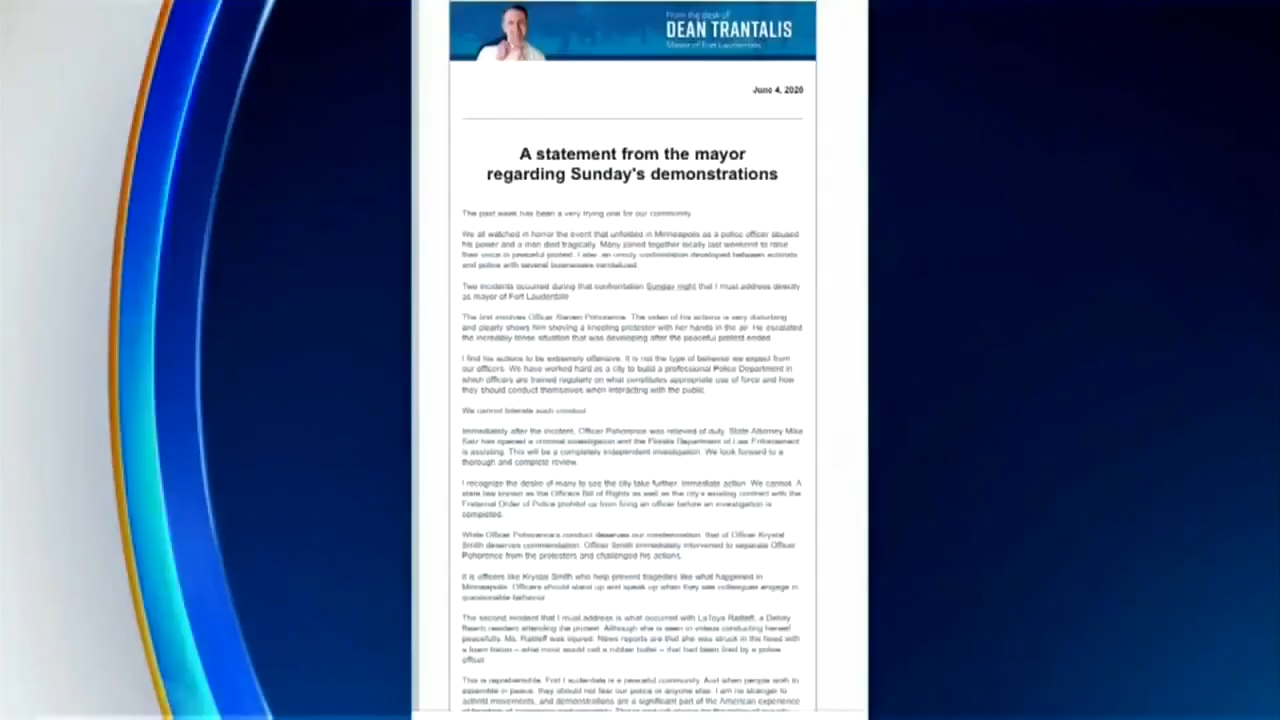 From the desk of
DEAN TRANTALIS
Mayor of Fort Lauderdale
June 4, 2020
A statement from the mayor
regarding Sunday's demonstrations
The past week has been a very trying one for our community.
We all watched in horror the event that unfolded in Minneapolis as a police officer abused
his power and a man died tragically. Many joined together locally last weekend to raise
their voice in peaceful protest. Later, an unruly confrontation developed between activists
and police with several businesses vandalized.
Two incidents occurred during that confrontation Sunday night that I must address directly
as mayor of Fort Lauderdale.
The first involves Officer Steven Pohorence. The video of his actions is very disturbing
and clearly shows him shoving a kneeling protester with her hands in the air. He escalated
the incredibly tense situation that was developing after the peaceful protest ended.
I find his actions to be extremely offensive. It is not the type of behavior we expect from
our officers. We have worked hard as a city to build a professional Police Department in
which officers are trained regularly on what constitutes appropriate use of force and how
they should conduct themselves when interacting with the public.
We cannot tolerate such conduct.
Immediately after the incident, Officer Pohorence was relieved of duty. State Attorney Mike
Satz has opened a criminal investigation and the Florida Department of Law Enforcement
is assisting. This will be a completely independent investigation. We look forward to a
thorough and complete review.
I recognize the desire of many to see the city take further, immediate action. We cannot. A
state law known as the Officers Bill of Rights as well as the city's existing contract with the
Fraternal Order of Police prohibit us from firing an officer before an investigation is
completed.
While Officer Pohorence's conduct deserves our condemnation, that of Officer Krystal
Smith deserves commendation. Officer Smith immediately intervened to separate Officer
Pohorence from the protesters and challenged his actions.
It is officers like Krystal Smith who help prevent tragedies like what happened in
Minneapolis. Officers should stand up and speak up when they see colleagues engage in
questionable behavior.
The second incident that I must address is what occurred with LaToya Ratlieff, a Delray
Beach resident attending the protest. Although she is seen in videos conducting herself
peacefully, Ms. Ratlieff was injured. News reports are that she was struck in the head with
a foam baton – what most would call a rubber bullet – that had been fired by a police
officer.
This is reprehensible. Fort Lauderdale is a peaceful community. And when people wish to
assemble in peace, they should not fear our police or anyone else. I am no stranger to
activist movements, and demonstrations are a significant part of the American experience